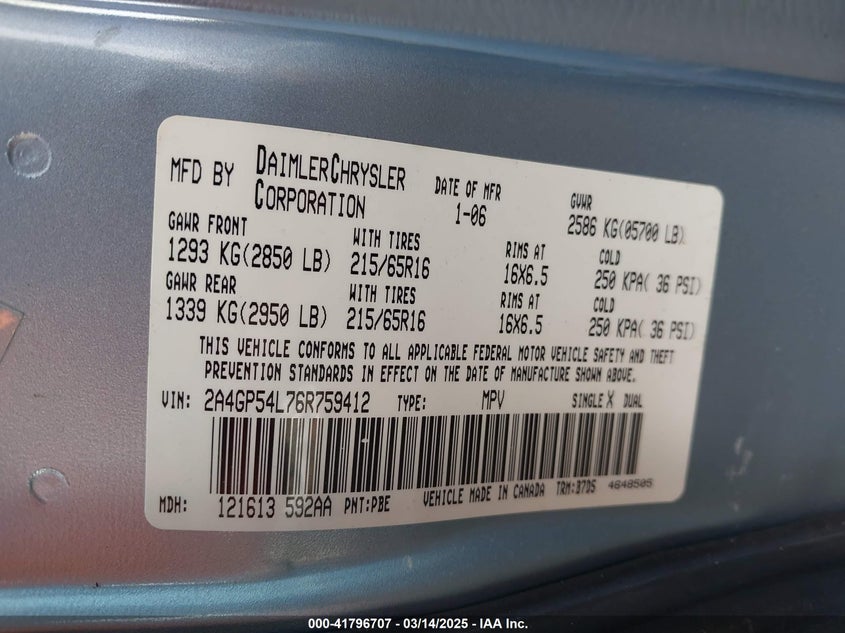 MFD BY DAIMLERCHRYSLER CORPORATION DATE OF MFR 1-06 GVWR 2586 KG(05700 LB)
GAWR FRONT WITH TIRES RIMS AT COLD
1293 KG(2850 LB) 215/65R16 16X6.5 250 KPA( 36 PSI)
GAWR REAR WITH TIRES RIMS AT COLD
1339 KG(2950 LB) 215/65R16 16X6.5 250 KPA( 36 PSI)
THIS VEHICLE CONFORMS TO ALL APPLICABLE FEDERAL MOTOR VEHICLE SAFETY AND THEFT
PREVENTION STANDARDS IN EFFECT ON THE DATE OF MANUFACTURE SHOWN ABOVE.
VIN: 2A4GP54L76R759412 TYPE: MPV SINGLE X DUAL
MDH: 121613 592AA PNT:PBE VEHICLE MADE IN CANADA TRM:B7D5 4648505
000-41796707 / 03/14/2025 - IAA Inc.